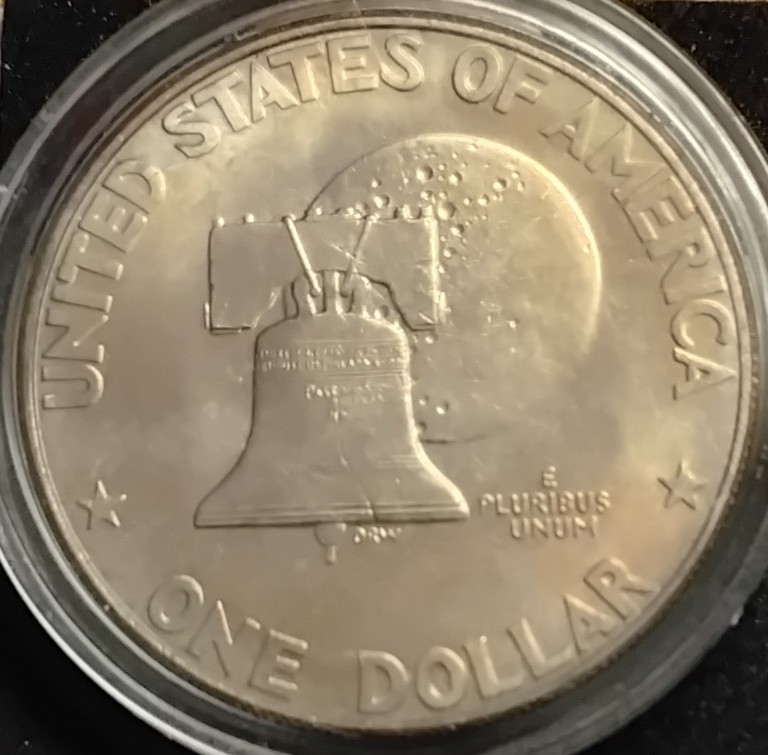 UNITED STATES OF AMERICA
E
PLURIBUS
UNUM
ONE DOLLAR